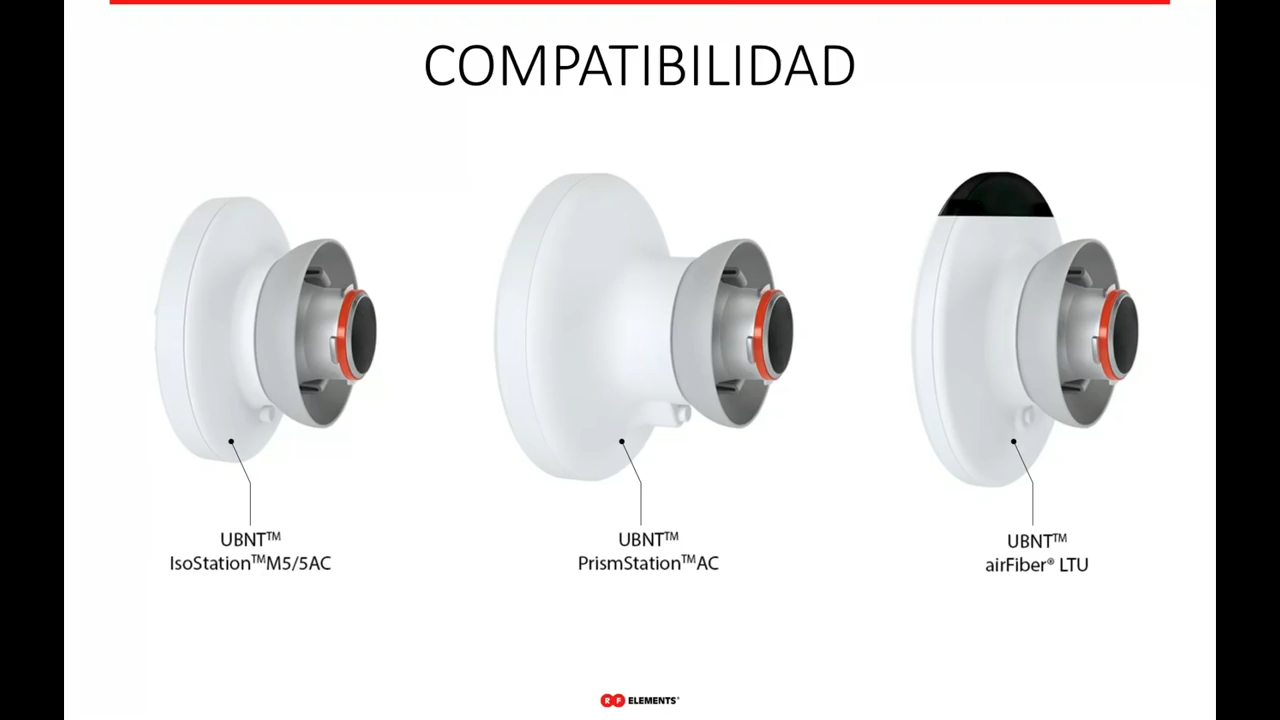 COMPATIBILIDAD
UBNT™
IsoStation™M5/5AC
UBNT™
PrismStation™AC
UBNT™
airFiber® LTU
RF ELEMENTS®